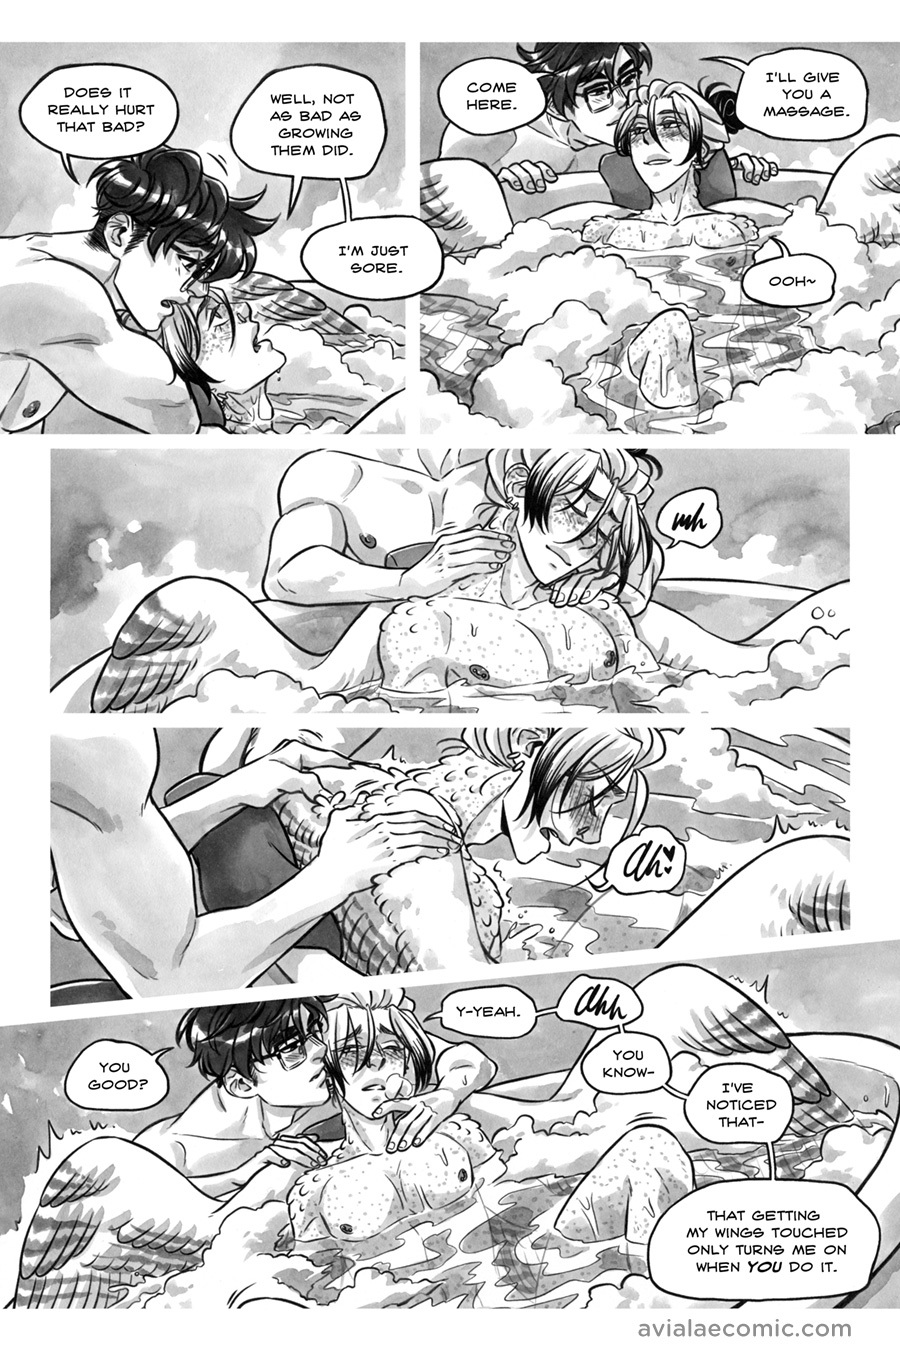 DOES IT
REALLY HURT
THAT BAD?
WELL, NOT
AS BAD AS
GROWING
THEM DID.
I'M JUST
SORE.
COME
HERE.
I'LL GIVE
YOU A
MASSAGE.
OOH~
mh
Ah♥
YOU
GOOD?
Y-YEAH.
Ahh
YOU
KNOW-
I'VE
NOTICED
THAT-
THAT GETTING
MY WINGS TOUCHED
ONLY TURNS ME ON
WHEN YOU DO IT.
avialaecomic.com